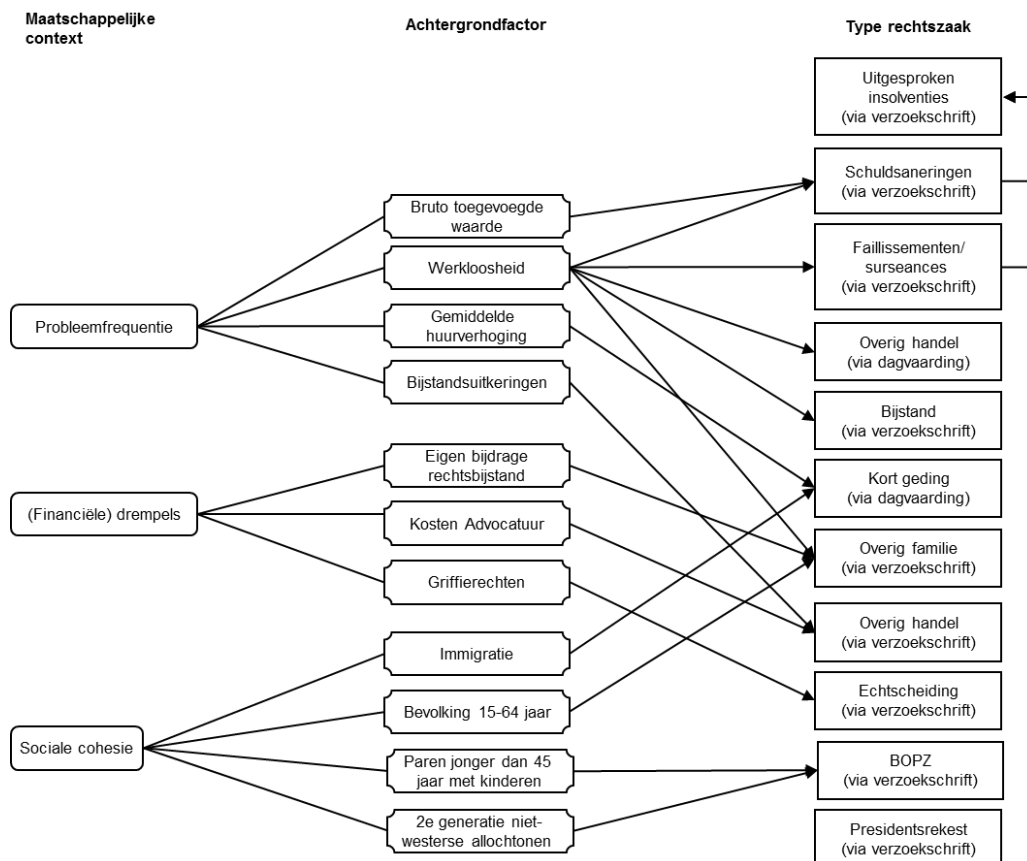 Maatschappelijke
context
Achtergrondfactor
Type rechtszaak
Probleemfrequentie
(Financiële) drempels
Sociale cohesie
Bruto toegevoegde
waarde
Werkloosheid
Gemiddelde
huurverhoging
Bijstandsuitkeringen
Eigen bijdrage
rechtsbijstand
Kosten Advocatuur
Griffierechten
Immigratie
Bevolking 15-64 jaar
Paren jonger dan 45
jaar met kinderen
2e generatie niet-
westerse allochtonen
Uitgesproken
insolventies
(via verzoekschrift)
Schuldsaneringen
(via verzoekschrift)
Faillissementen/
surseances
(via verzoekschrift)
Overig handel
(via dagvaarding)
Bijstand
(via verzoekschrift)
Kort geding
(via dagvaarding)
Overig familie
(via verzoekschrift)
Overig handel
(via verzoekschrift)
Echtscheiding
(via verzoekschrift)
BOPZ
(via verzoekschrift)
Presidentsrekest
(via verzoekschrift)